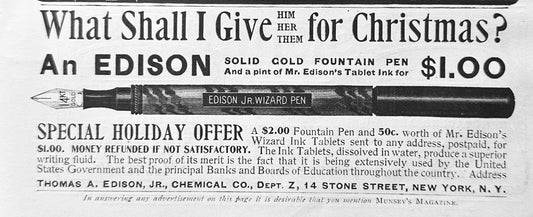 What Shall I Give HIM HER THEM for Christmas?
An EDISON SOLID GOLD FOUNTAIN PEN And a pint of Mr. Edison's Tablet Ink for $1.00
14KT
EDISON JR. WIZARD PEN
SPECIAL HOLIDAY OFFER A $2.00 Fountain Pen and 50c. worth of Mr. Edison's
Wizard Ink Tablets sent to any address, postpaid, for
$1.00. MONEY REFUNDED IF NOT SATISFACTORY. The Ink Tablets, dissolved in water, produce a superior
writing fluid. The best proof of its merit is the fact that it is being extensively used by the United
States Government and the principal Banks and Boards of Education throughout the country. Address
THOMAS A. EDISON, JR., CHEMICAL CO., DEPT. Z, 14 STONE STREET, NEW YORK, N. Y.
In answering any advertisement on this page it is desirable that you mention MUNSEY'S MAGAZINE.